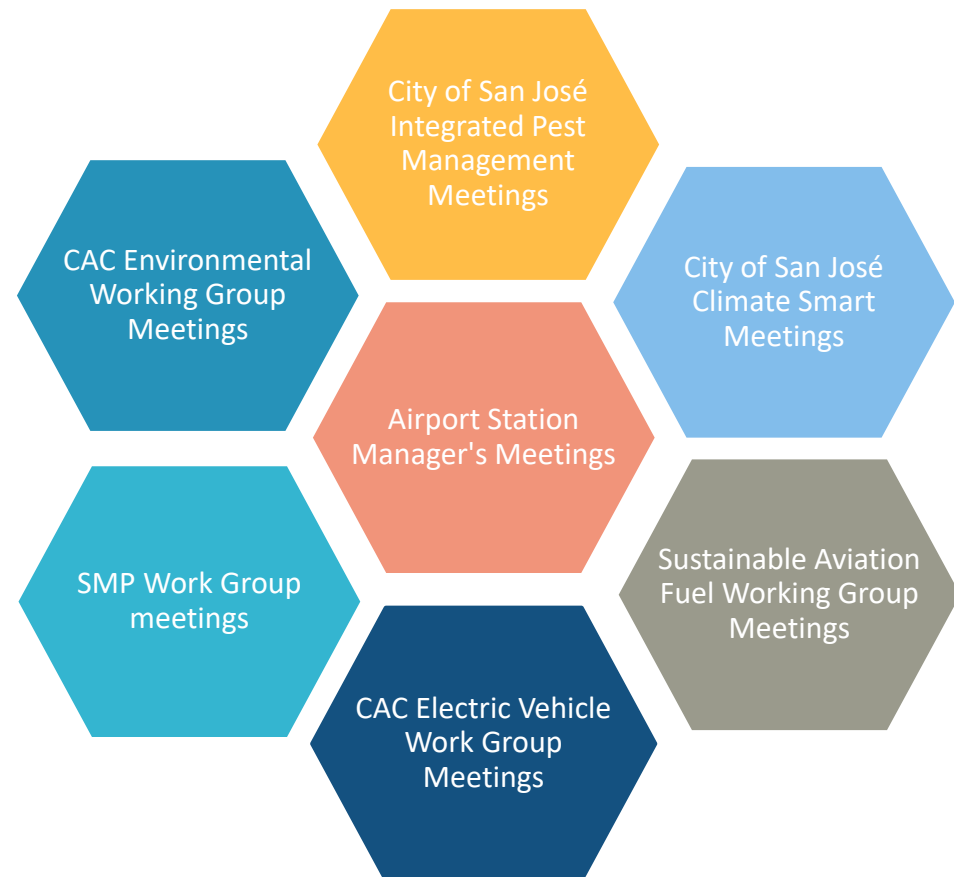 City of San José
Integrated Pest
Management
Meetings
CAC Environmental
Working Group
Meetings
City of San José
Climate Smart
Meetings
Airport Station
Manager's Meetings
SMP Work Group
meetings
Sustainable Aviation
Fuel Working Group
Meetings
CAC Electric Vehicle
Work Group
Meetings